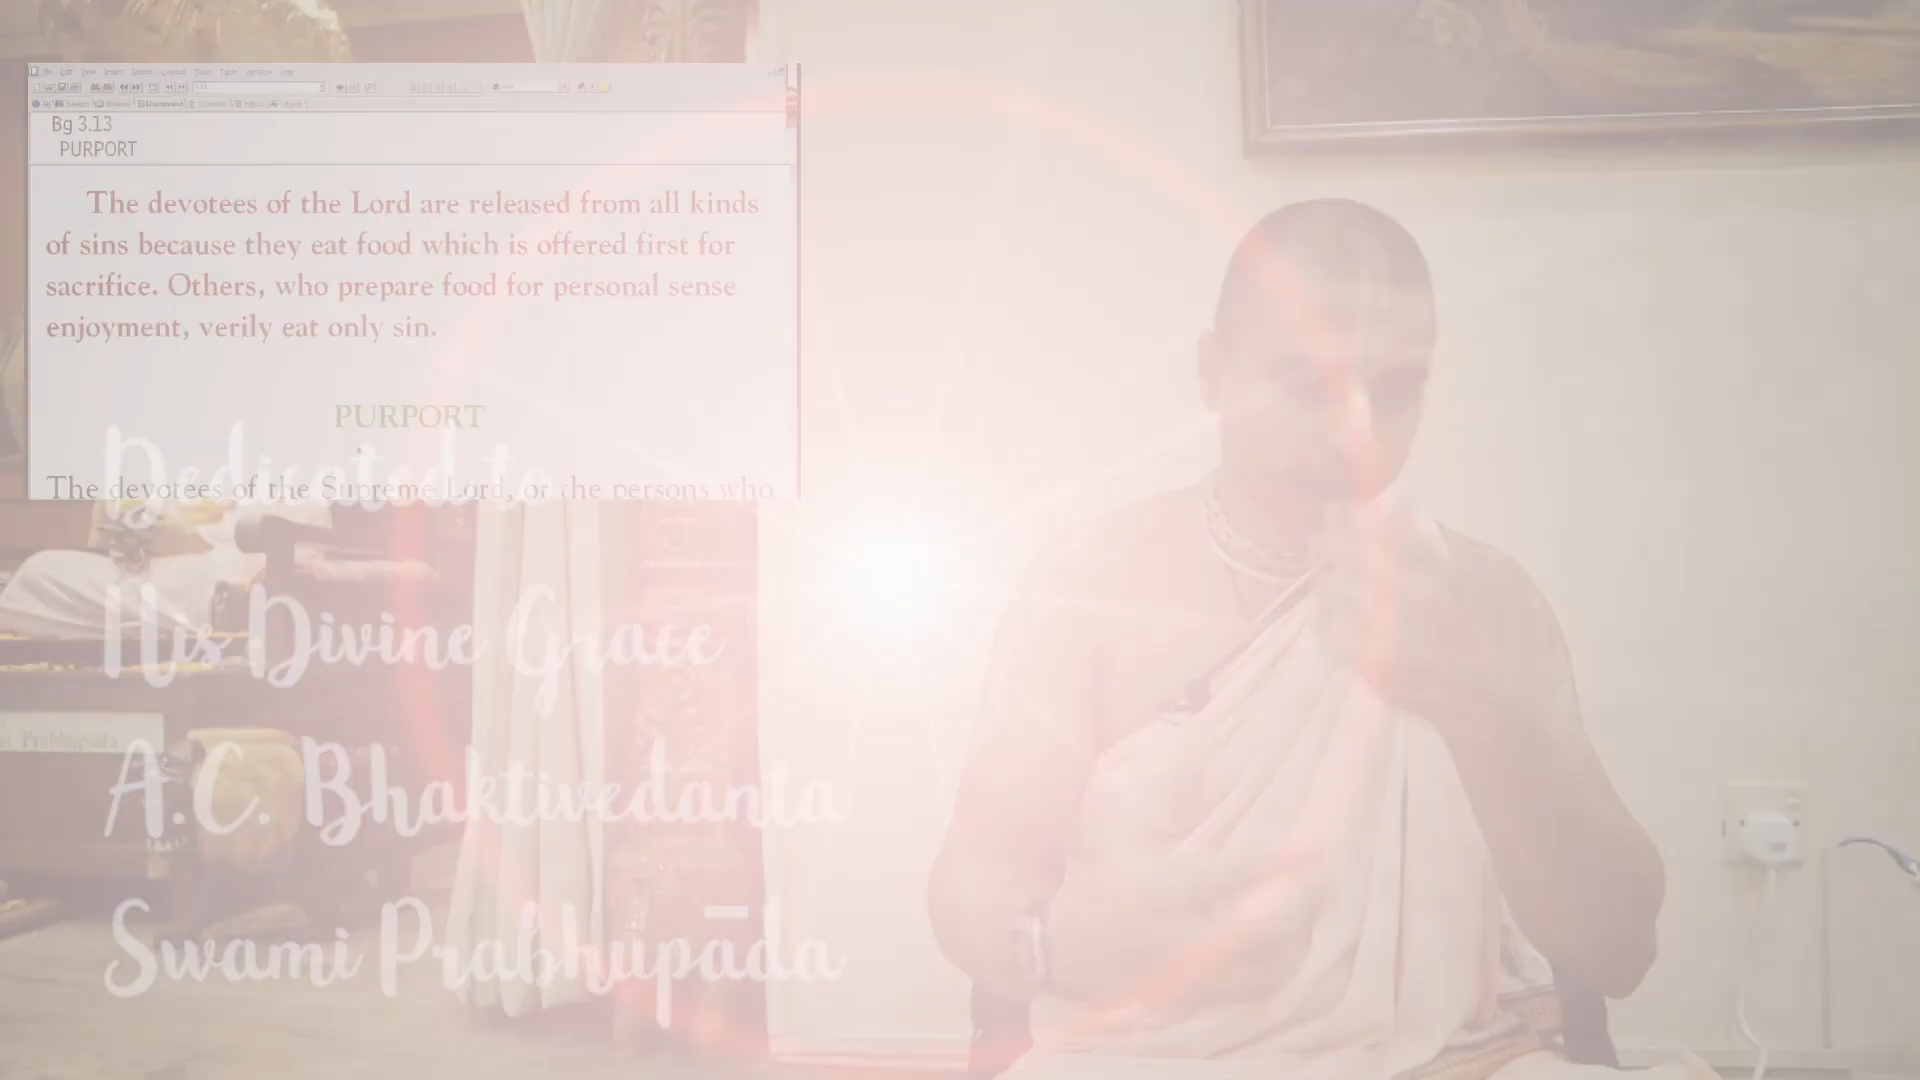 Bg 3.13
PURPORT
The devotees of the Lord are released from all kinds
of sins because they eat food which is offered first for
sacrifice. Others, who prepare food for personal sense
enjoyment, verily eat only sin.
PURPORT
The devotees of the Supreme Lord, or the persons who
Dedicated to
His Divine Grace
A.C. Bhaktivedanta
Swami Prabhupāda
Prabhupada